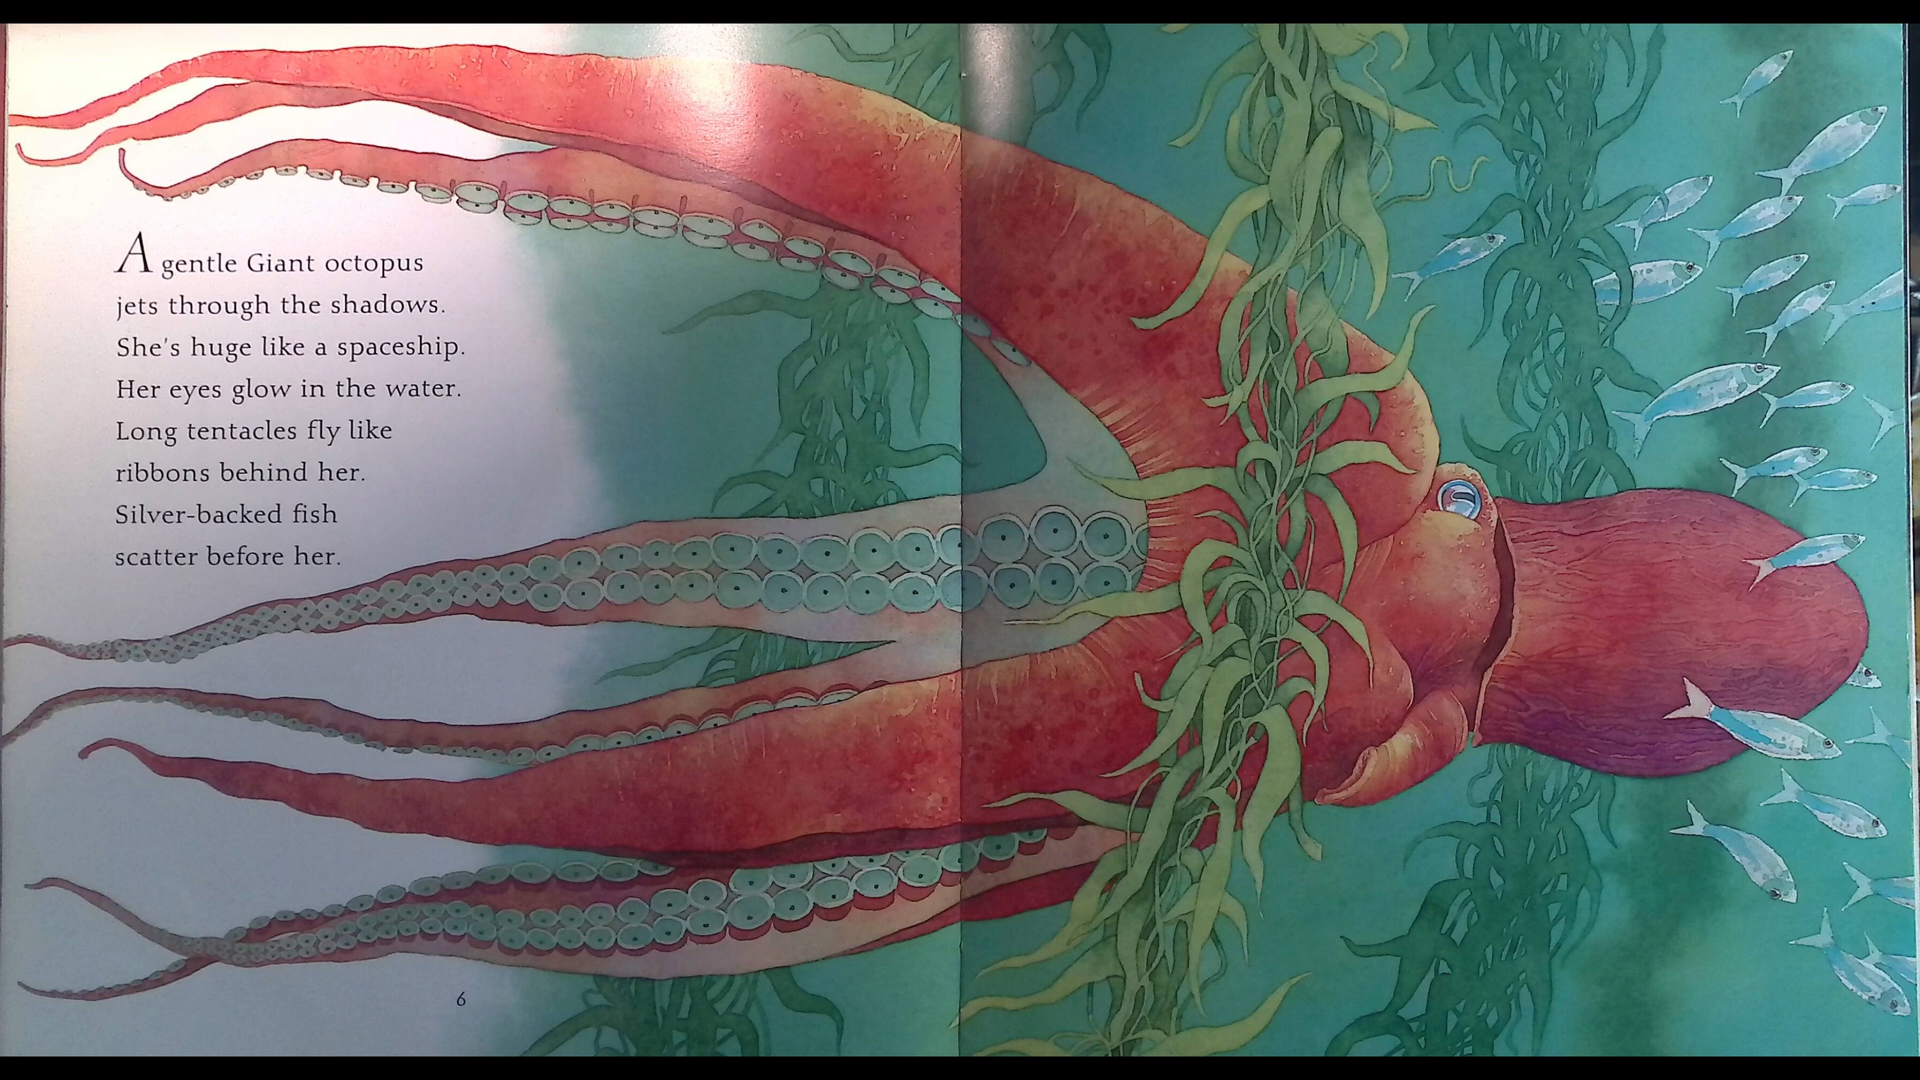 A gentle Giant octopus
jets through the shadows.
She's huge like a spaceship.
Her eyes glow in the water.
Long tentacles fly like
ribbons behind her.
Silver-backed fish
scatter before her.
6